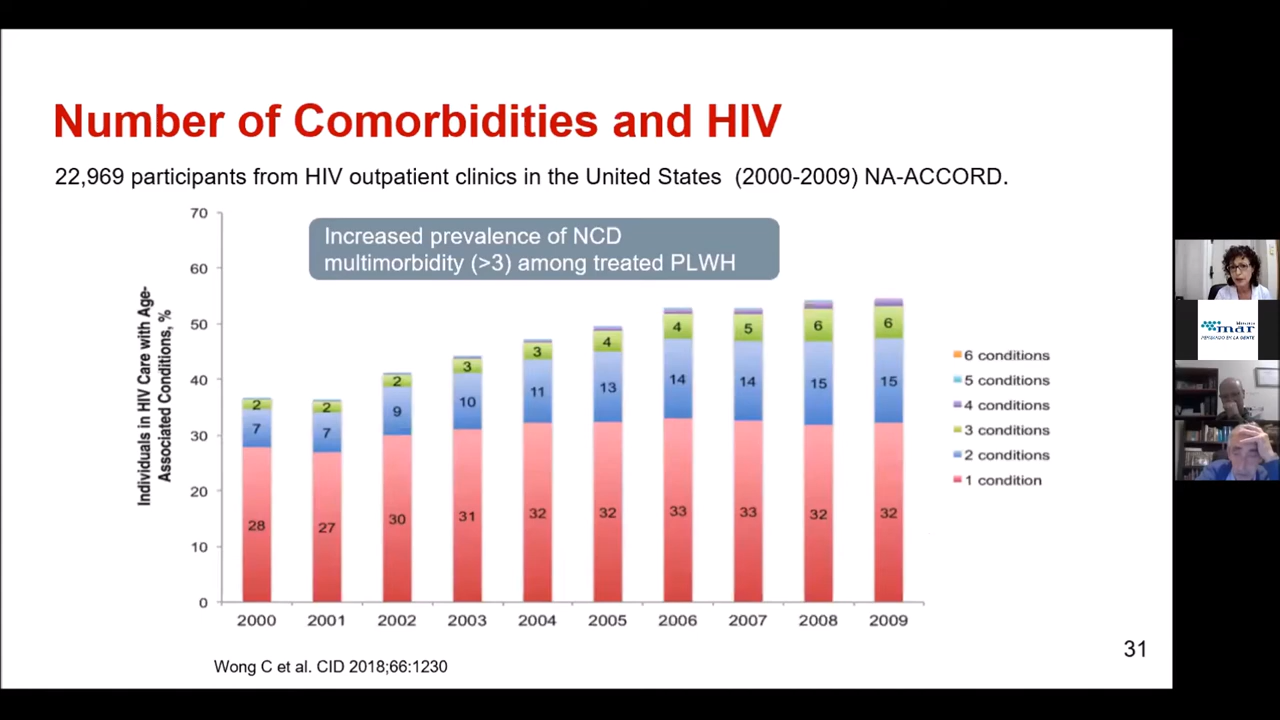 Number of Comorbidities and HIV
22,969 participants from HIV outpatient clinics in the United States (2000-2009) NA-ACCORD.
Increased prevalence of NCD
multimorbidity (>3) among treated PLWH
Individuals in HIV Care with Age-
Associated Conditions, %
70
60
50
40
30
20
10
0
2 2 2 3 3 4 4 5 6 6
7 7 9 10 11 13 14 14 15 15
28 27 30 31 32 32 33 33 32 32
2000 2001 2002 2003 2004 2005 2006 2007 2008 2009
6 conditions
5 conditions
4 conditions
3 conditions
2 conditions
1 condition
Wong C et al. CID 2018;66:1230
31
mar
PENSANDO EN LA GENTE